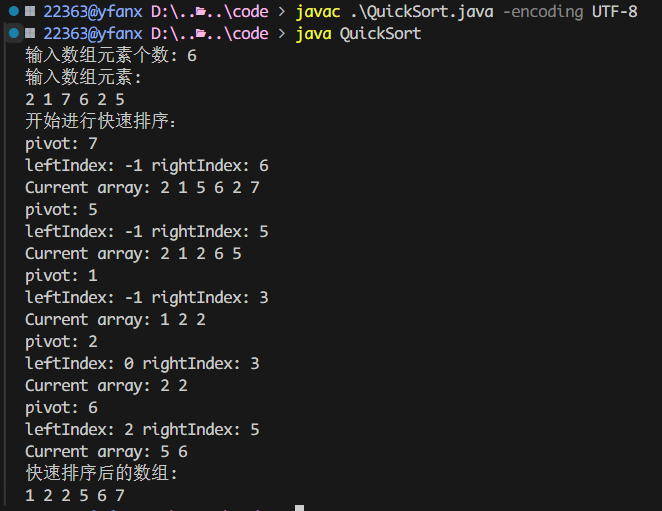 22363@yfanx D:\..\..\code > javac .\QuickSort.java -encoding UTF-8
22363@yfanx D:\..\..\code > java QuickSort
输入数组元素个数: 6
输入数组元素:
2 1 7 6 2 5
开始进行快速排序:
pivot: 7
leftIndex: -1 rightIndex: 6
Current array: 2 1 5 6 2 7
pivot: 5
leftIndex: -1 rightIndex: 5
Current array: 2 1 2 6 5
pivot: 1
leftIndex: -1 rightIndex: 3
Current array: 1 2 2
pivot: 2
leftIndex: 0 rightIndex: 3
Current array: 2 2
pivot: 6
leftIndex: 2 rightIndex: 5
Current array: 5 6
快速排序后的数组:
1 2 2 5 6 7